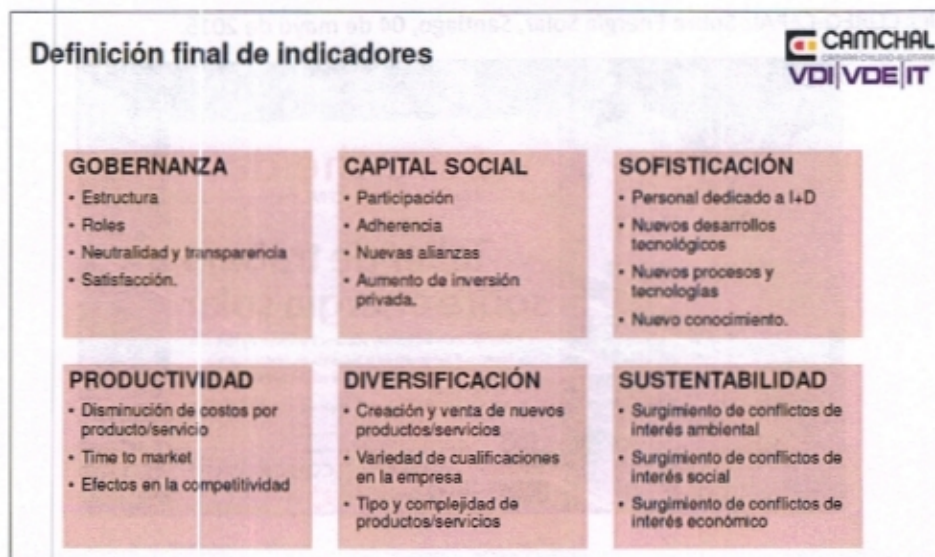 Definición final de indicadores
CAMCHAL
VDI|VDE|IT
GOBERNANZA
• Estructura
• Roles
• Neutralidad y transparencia
• Satisfacción.
CAPITAL SOCIAL
• Participación
• Adherencia
• Nuevas alianzas
• Aumento de inversión
privada.
SOFISTICACIÓN
• Personal dedicado a I+D
• Nuevos desarrollos
tecnológicos
• Nuevos procesos y
tecnologías
• Nuevo conocimiento.
PRODUCTIVIDAD
• Disminución de costos por
producto/servicio
• Time to market
• Efectos en la competitividad
DIVERSIFICACIÓN
• Creación y venta de nuevos
productos/servicios
• Variedad de cualificaciones
en la empresa
• Tipo y complejidad de
productos/servicios
SUSTENTABILIDAD
• Surgimiento de conflictos de
interés ambiental
• Surgimiento de conflictos de
interés social
• Surgimiento de conflictos de
interés económico